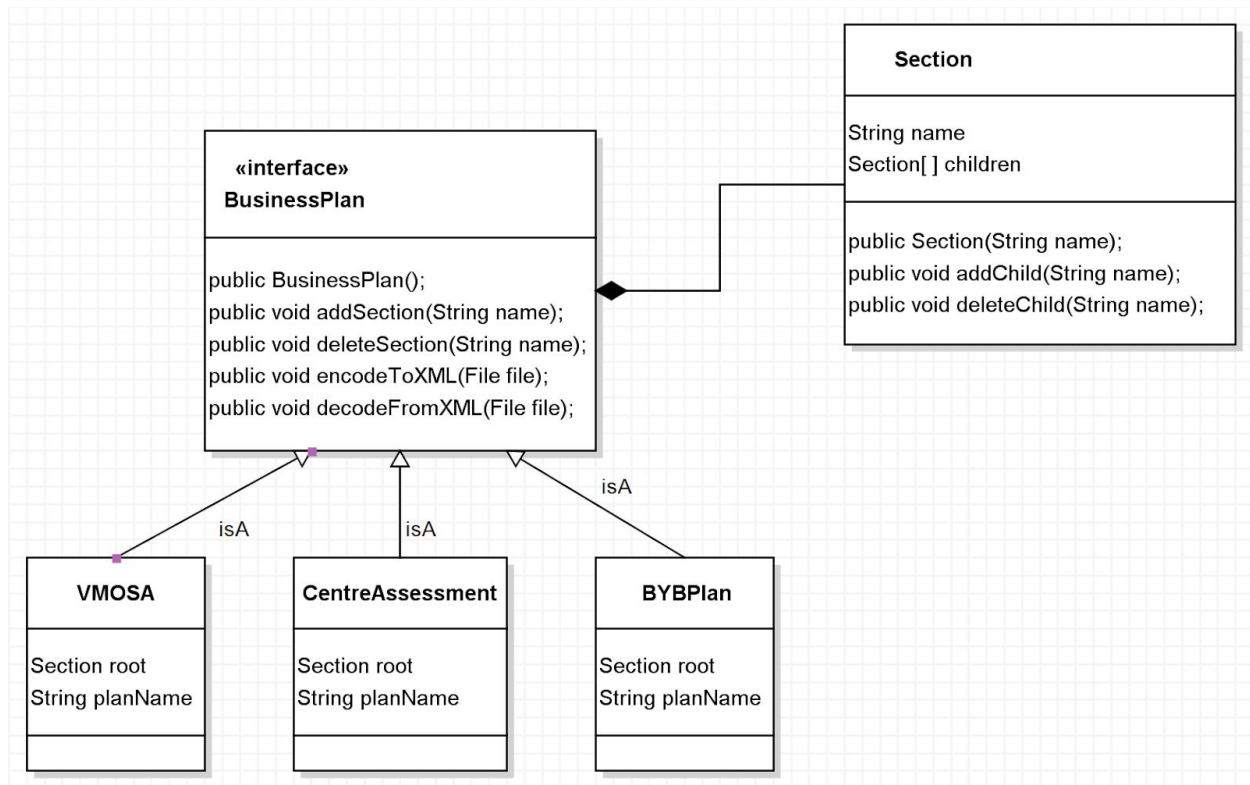 Section
String name
Section[ ] children
public Section(String name);
public void addChild(String name);
public void deleteChild(String name);
«interface»
BusinessPlan
public BusinessPlan();
public void addSection(String name);
public void deleteSection(String name);
public void encodeToXML(File file);
public void decodeFromXML(File file);
isA
isA
isA
VMOSA
Section root
String planName
CentreAssessment
Section root
String planName
BYBPlan
Section root
String planName